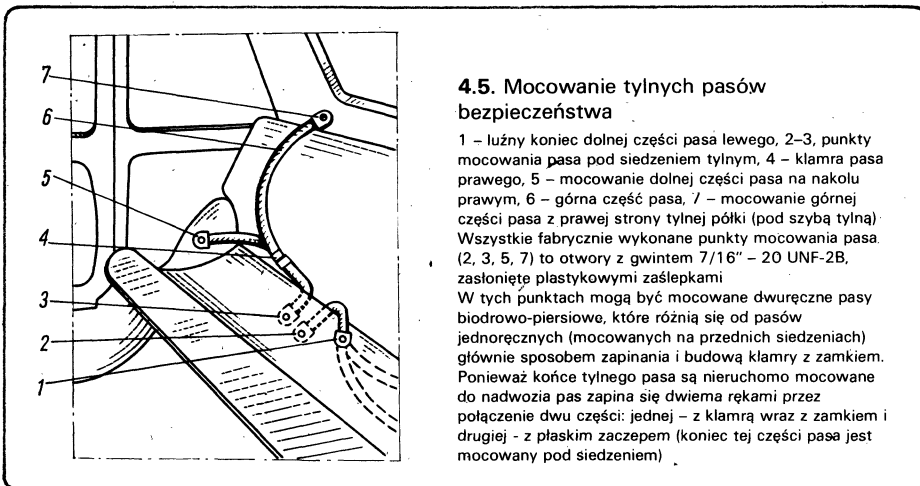 7
6
5
4
3
2
1
4.5. Mocowanie tylnych pasów
bezpieczeństwa
1 – luźny koniec dolnej części pasa lewego, 2–3, punkty
mocowania pasa pod siedzeniem tylnym, 4 – klamra pasa
prawego, 5 – mocowanie dolnej części pasa na nakolu
prawym, 6 – górna część pasa, 7 – mocowanie górnej
części pasa z prawej strony tylnej półki (pod szybą tylną)
Wszystkie fabrycznie wykonane punkty mocowania pasa
(2, 3, 5, 7) to otwory z gwintem 7/16" – 20 UNF-2B,
zasłonięte plastykowymi zaślepkami
W tych punktach mogą być mocowane dwuręczne pasy
biodrowo-piersiowe, które różnią się od pasów
jednoręcznych (mocowanych na przednich siedzeniach)
głównie sposobem zapinania i budową klamry z zamkiem.
Ponieważ końce tylnego pasa są nieruchomo mocowane
do nadwozia pas zapina się dwiema rękami przez
połączenie dwu części: jednej – z klamrą wraz z zamkiem i
drugiej - z płaskim zaczepem (koniec tej części pasa jest
mocowany pod siedzeniem)